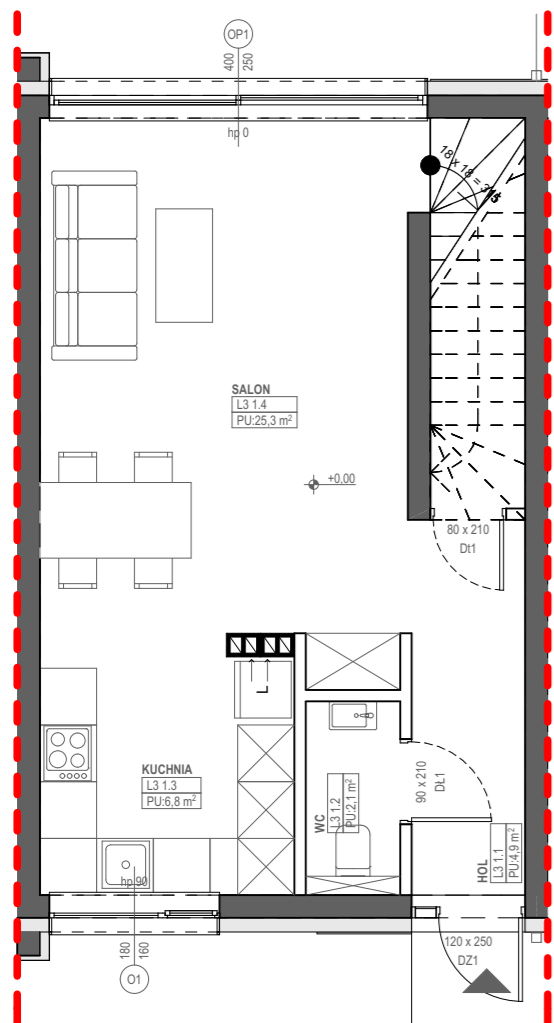 OP1
400
250
hp 0
18 x 18 = 315
SALON
L3 1.4
PU:25,3 m²
+0,00
80 x 210
Dt1
L
KUCHNIA
L3 1.3
PU:6,8 m²
WC
L3 1.2
PU:2,1 m²
90 x 210
DŁ1
HOL
L3 1.1
PU:4,9 m²
hp 90
180
160
O1
120 x 250
DZ1